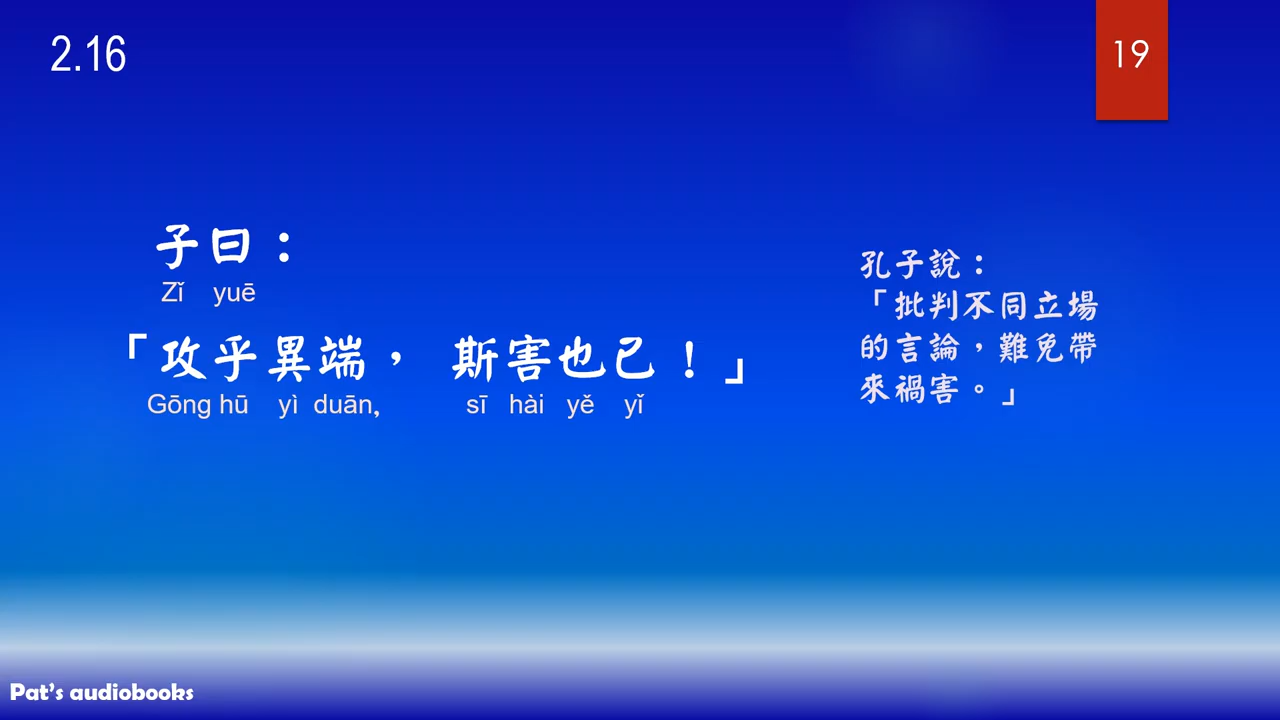 2.16
19
子曰：
Zǐ yuē
「攻乎異端， 斯害也已！」
Gōng hū yì duān, sī hài yě yǐ
孔子說：
「批判不同立場
的言論，難免帶
來禍害。」
Pat's audiobooks